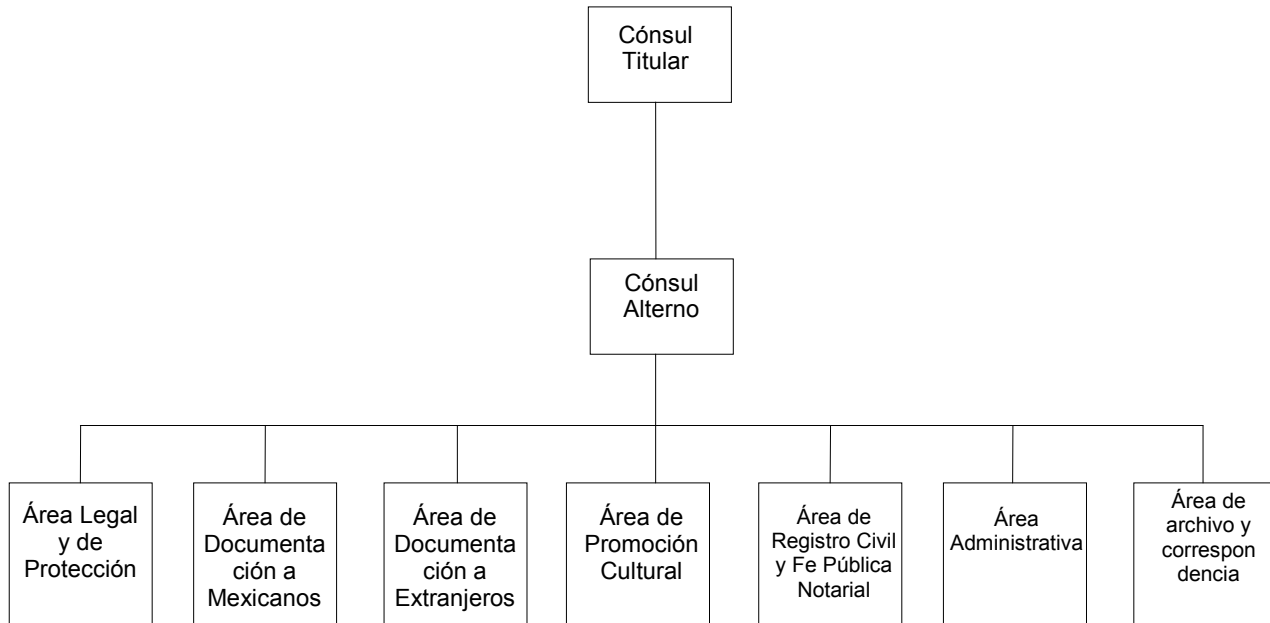 Cónsul
Titular
Cónsul
Alterno
Área Legal
y de
Protección
Área de
Documenta
ción a
Mexicanos
Área de
Documenta
ción a
Extranjeros
Área de
Promoción
Cultural
Área de
Registro Civil
y Fe Pública
Notarial
Área
Administrativa
Área de
archivo y
correspon
dencia